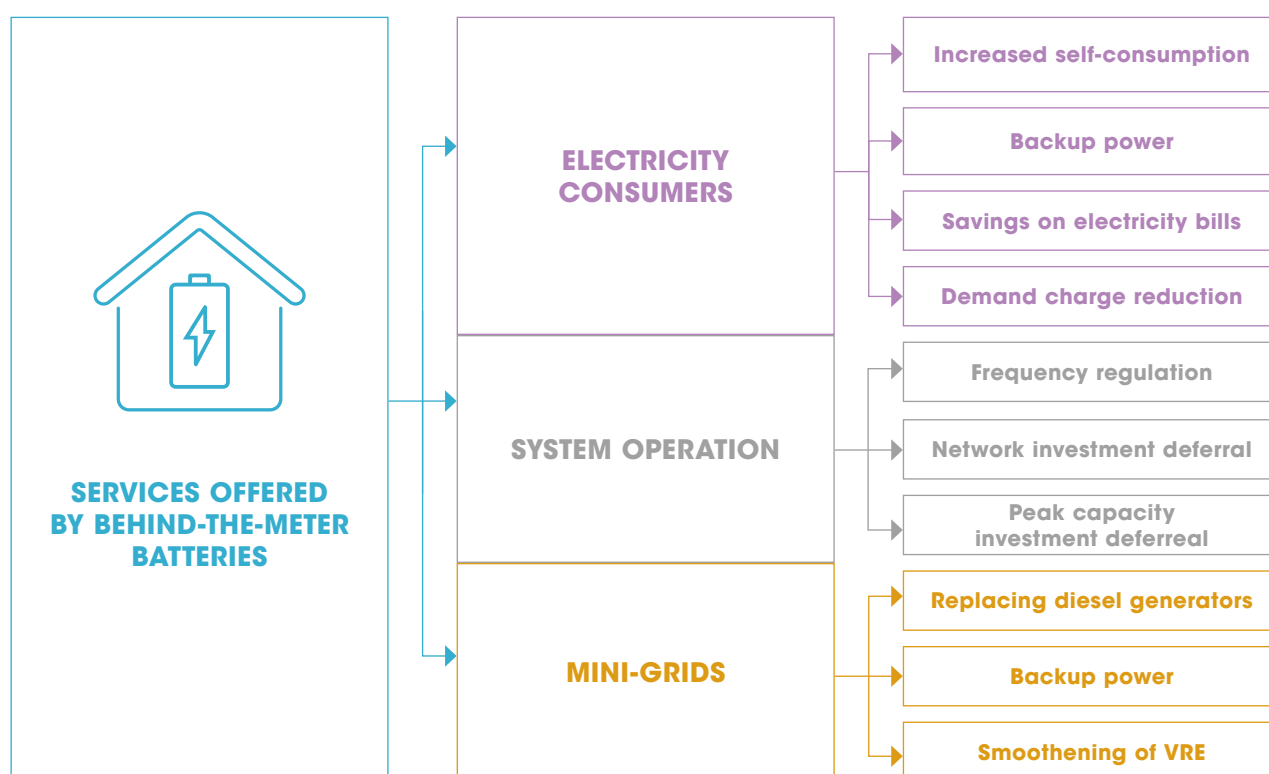 SERVICES OFFERED
BY BEHIND-THE-METER
BATTERIES
ELECTRICITY
CONSUMERS
Increased self-consumption
Backup power
Savings on electricity bills
Demand charge reduction
SYSTEM OPERATION
Frequency regulation
Network investment deferral
Peak capacity
investment deferreal
MINI-GRIDS
Replacing diesel generators
Backup power
Smoothening of VRE